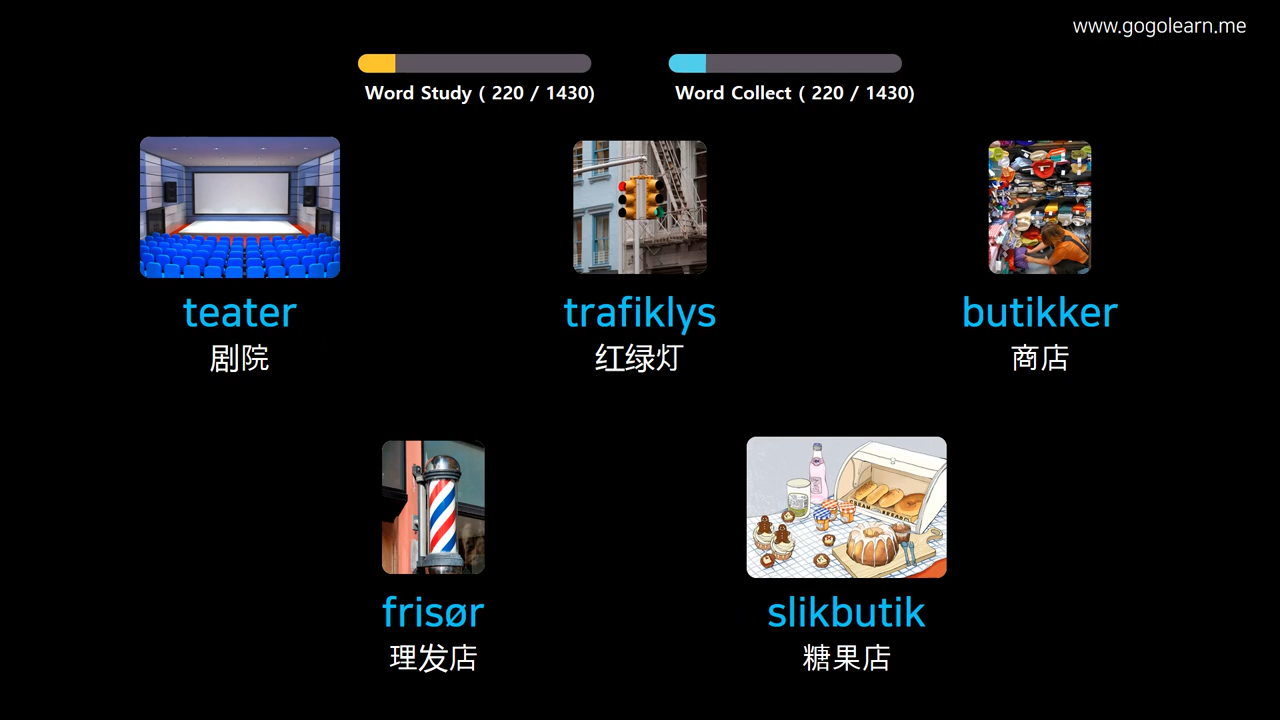 www.gogolearn.me
Word Study ( 220 / 1430)
Word Collect ( 220 / 1430)
teater
剧院
trafiklys
红绿灯
butikker
商店
frisør
理发店
slikbutik
糖果店